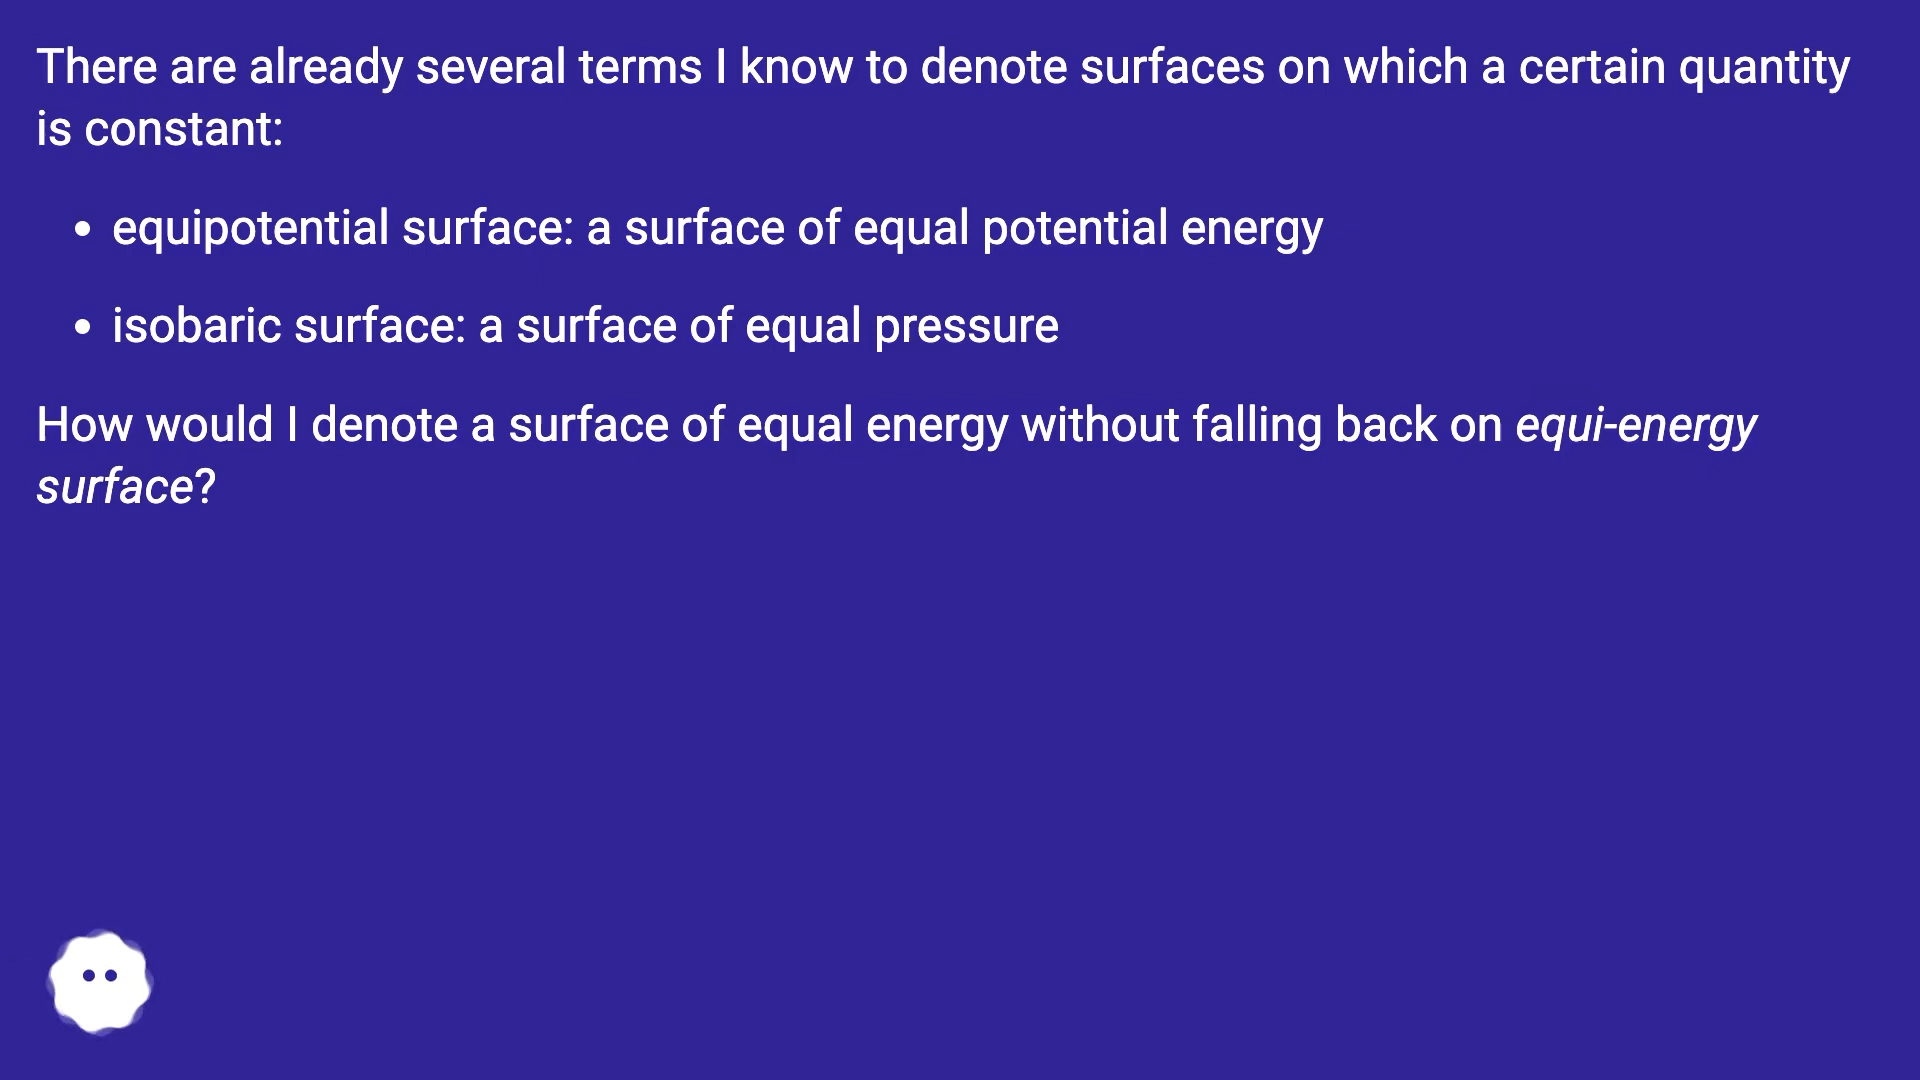 There are already several terms I know to denote surfaces on which a certain quantity
is constant:
• equipotential surface: a surface of equal potential energy
• isobaric surface: a surface of equal pressure
How would I denote a surface of equal energy without falling back on equi-energy
surface?